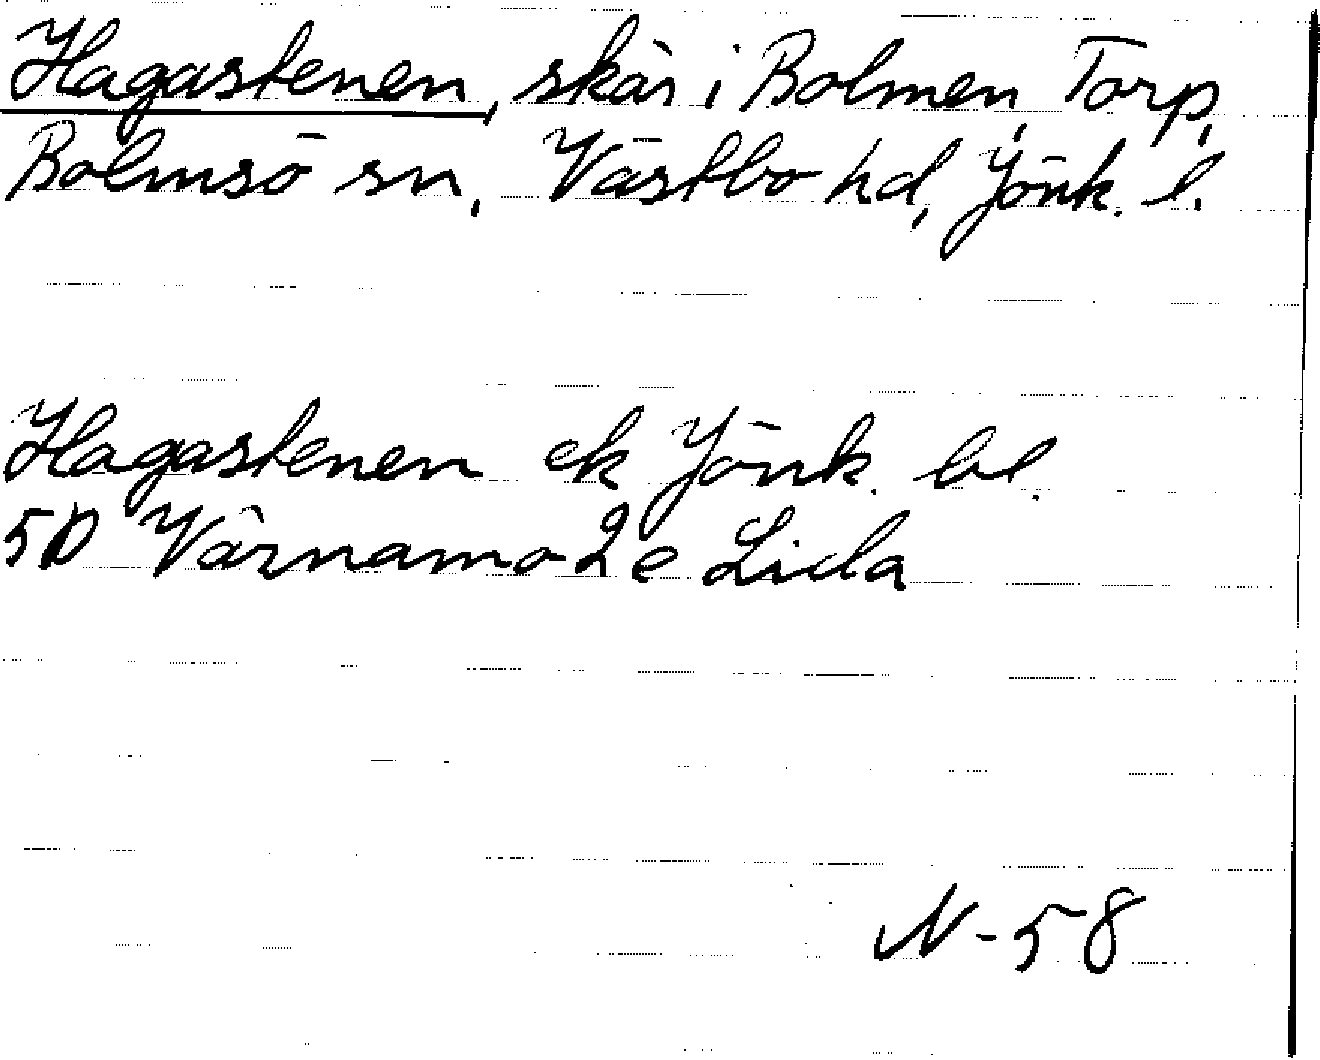 Hagastenen, skär i Bolmen, Torp,
Bolmsö sn, Västbo hd, Jönk. l.
Hagastenen ek Jönk. bl.
5D Värnamo 2e Lida
N-58